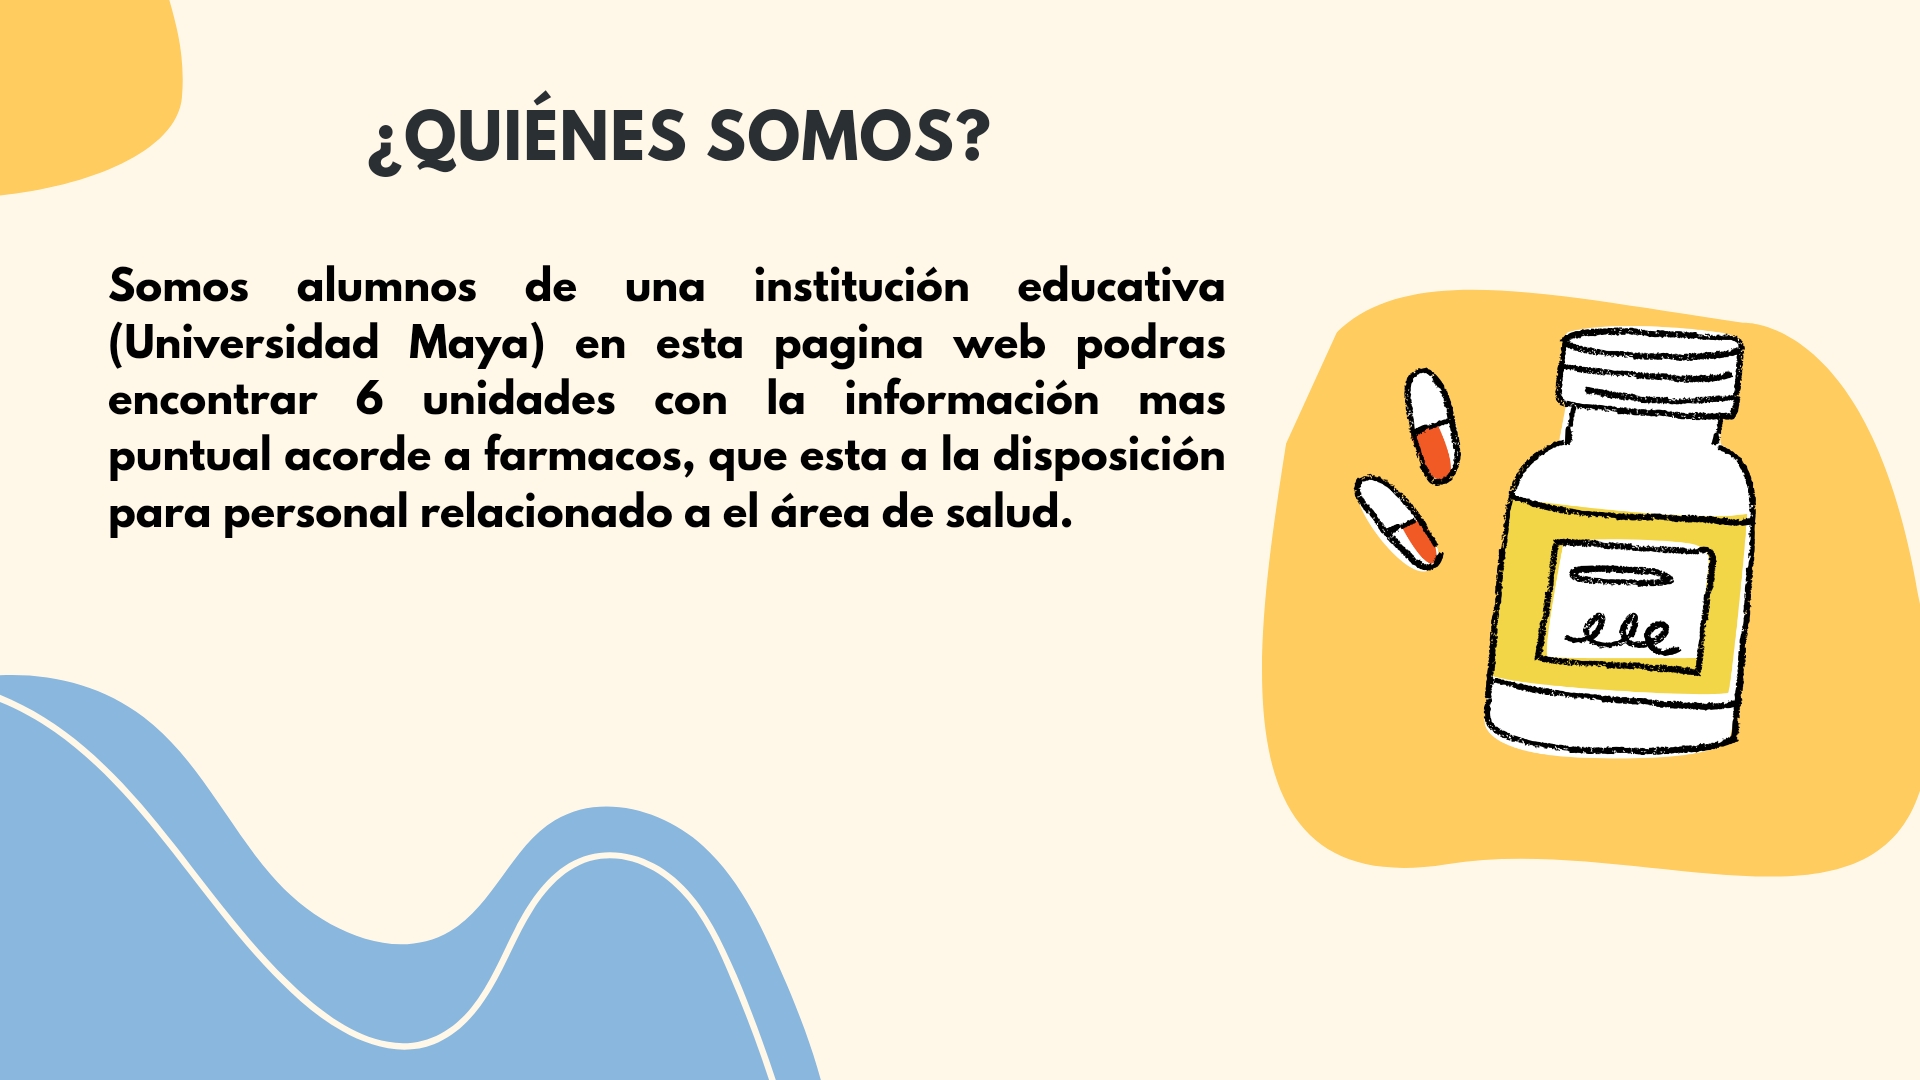 ¿QUIÉNES SOMOS?
Somos alumnos de una institución educativa
(Universidad Maya) en esta pagina web podras
encontrar 6 unidades con la información mas
puntual acorde a farmacos, que esta a la disposición
para personal relacionado a el área de salud.